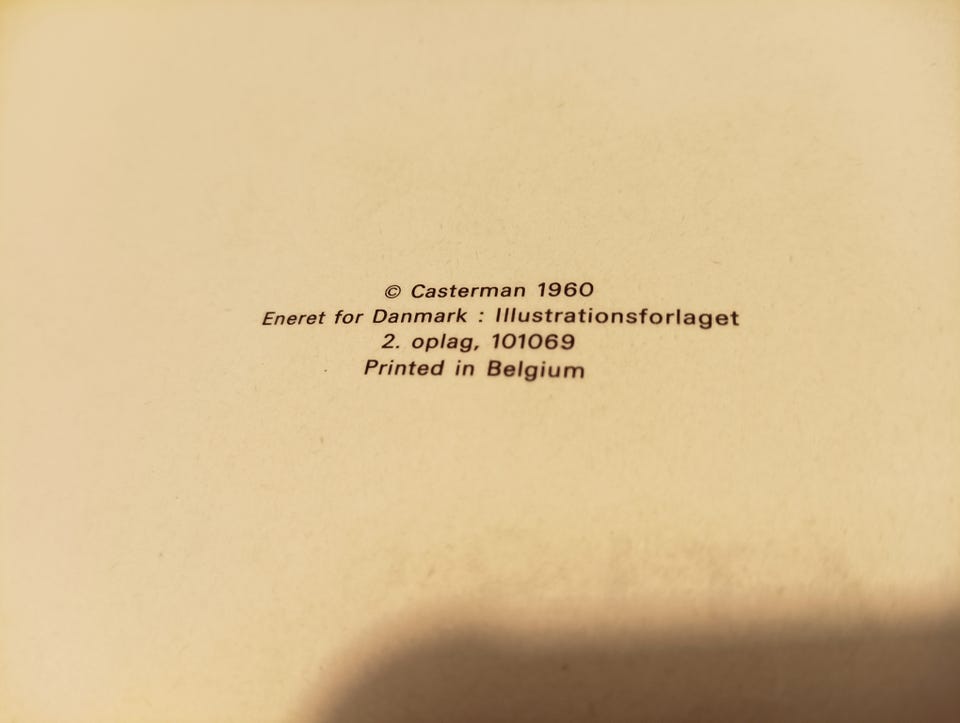 © Casterman 1960
Eneret for Danmark : Illustrationsforlaget
2. oplag, 101069
Printed in Belgium